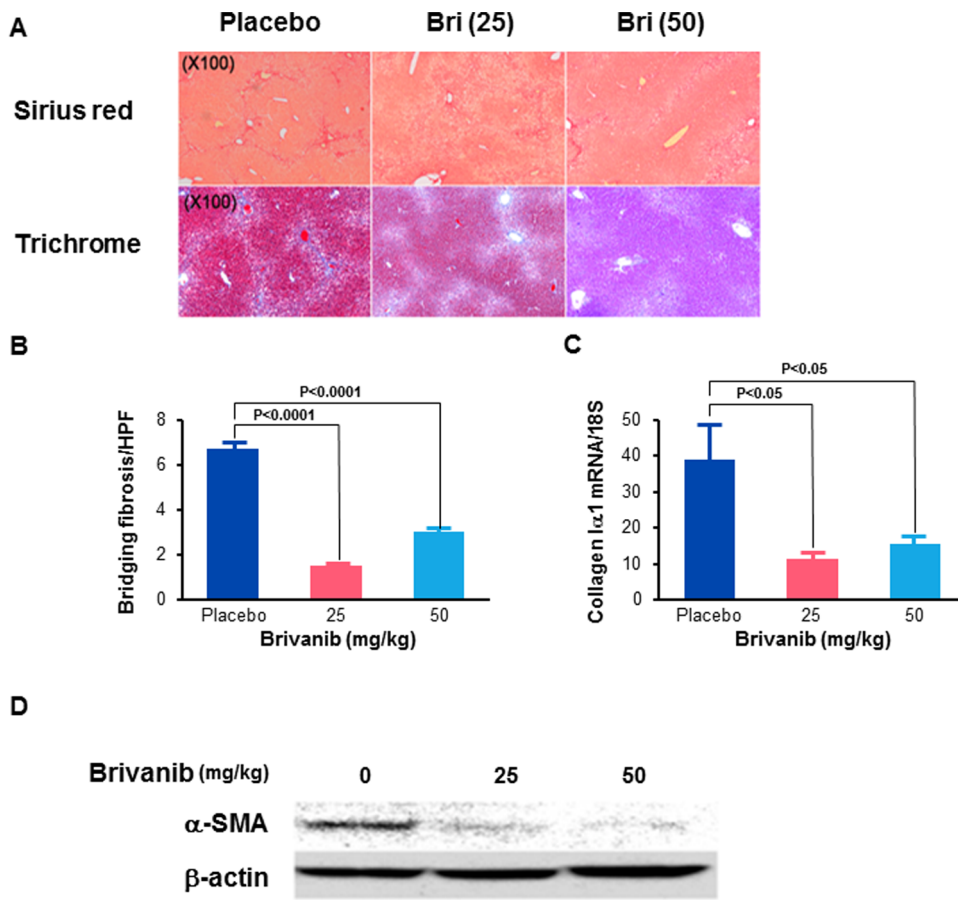 A
Placebo
Bri (25)
Bri (50)
Sirius red
(X100)
Trichrome
(X100)
B
P<0.0001
P<0.0001
Bridging fibrosis/HPF
8
6
4
2
0
Placebo
25
50
Brivanib (mg/kg)
C
P<0.05
P<0.05
Collagen Iα1 mRNA/18S
50
40
30
20
10
0
Placebo
25
50
Brivanib (mg/kg)
D
Brivanib (mg/kg)
0
25
50
α-SMA
β-actin